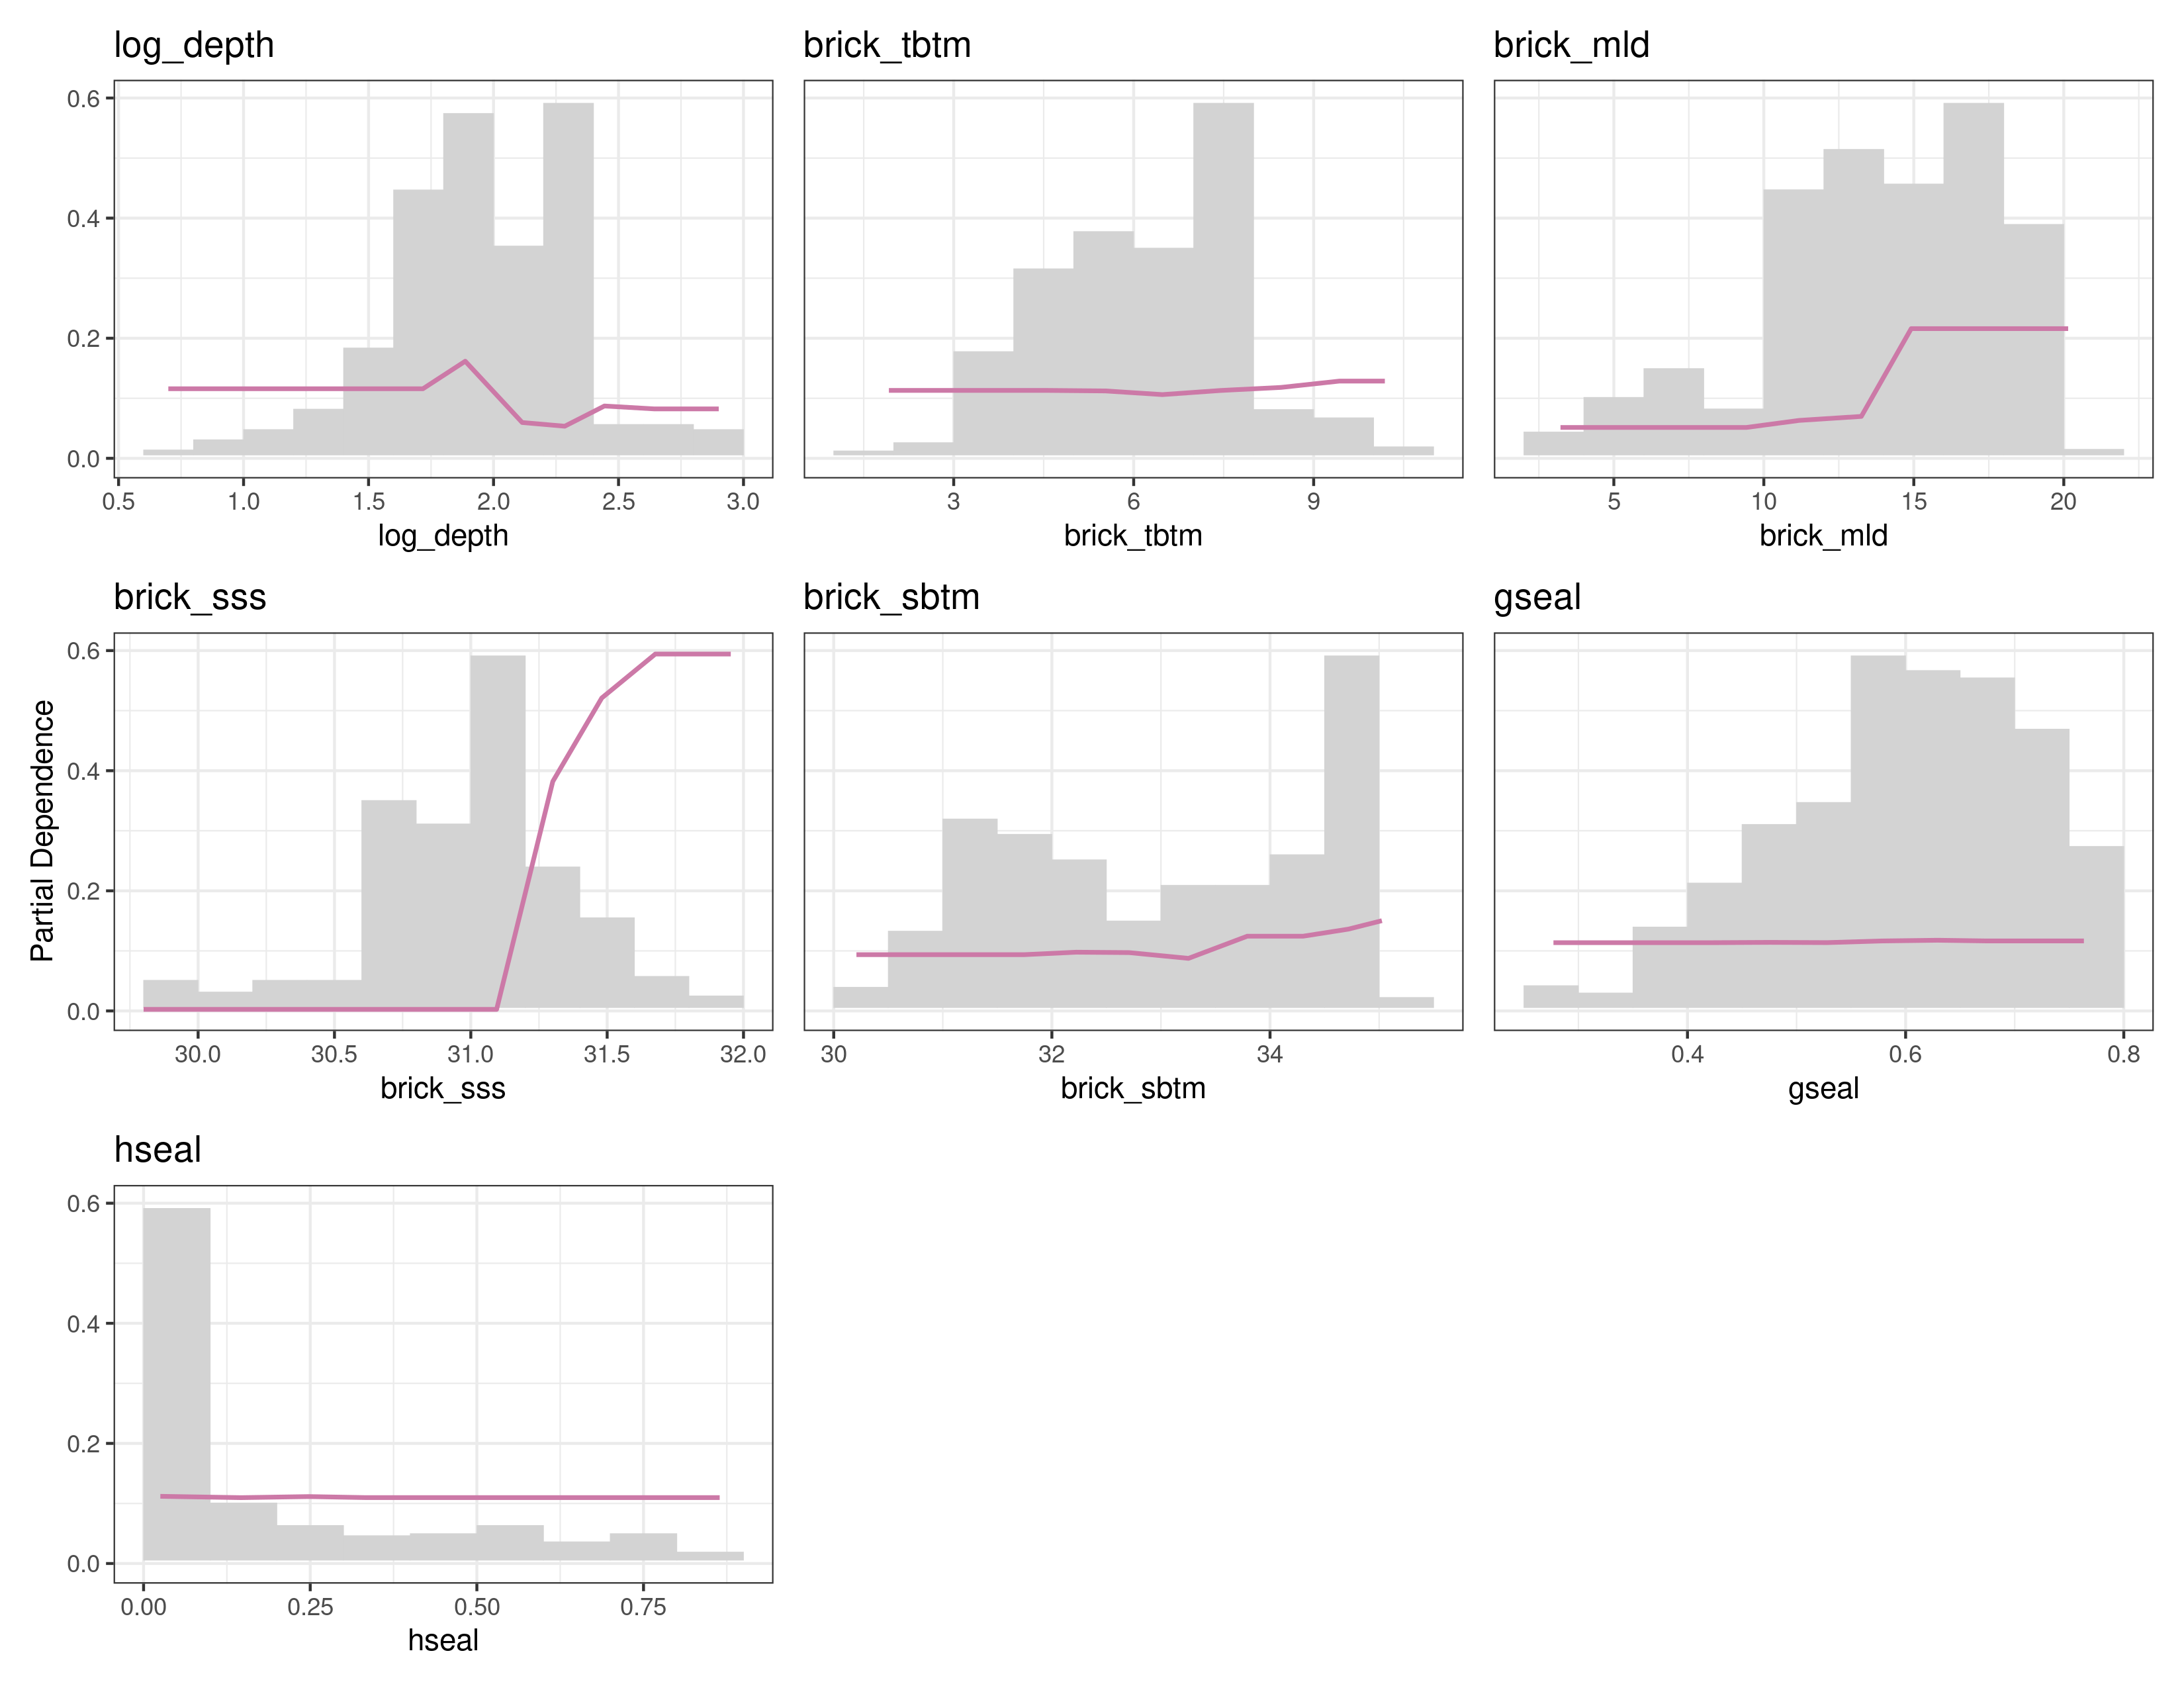 log_depth
brick_tbtm
brick_mld
0.6
0.4
0.2
0.0
0.5 1.0 1.5 2.0 2.5 3.0
3 6 9
5 10 15 20
log_depth
brick_tbtm
brick_mld
brick_sss
brick_sbtm
gseal
Partial Dependence
0.6
0.4
0.2
0.0
30.0 30.5 31.0 31.5 32.0
30 32 34
0.4 0.6 0.8
brick_sss
brick_sbtm
gseal
hseal
0.6
0.4
0.2
0.0
0.00 0.25 0.50 0.75
hseal